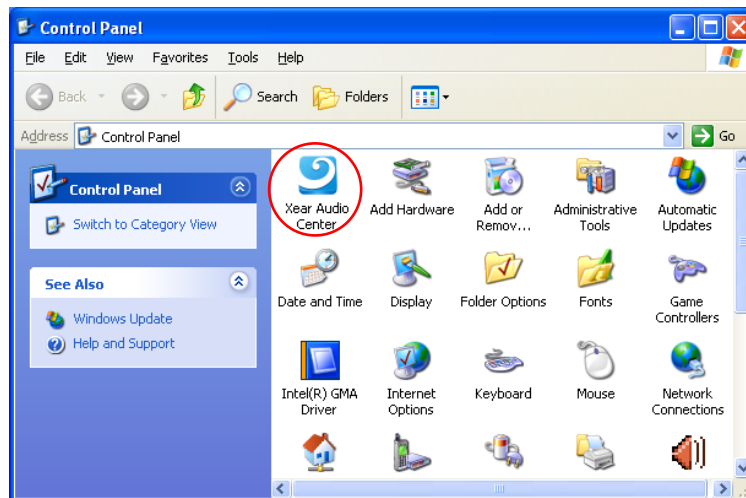 Control Panel
File Edit View Favorites Tools Help
Back Search Folders
Address Control Panel Go
Control Panel
Switch to Category View
See Also
Windows Update
Help and Support
Xear Audio
Center
Add Hardware
Add or
Remov...
Administrative
Tools
Automatic
Updates
Date and Time
Display
Folder Options
Fonts
Game
Controllers
Intel(R) GMA
Driver
Internet
Options
Keyboard
Mouse
Network
Connections